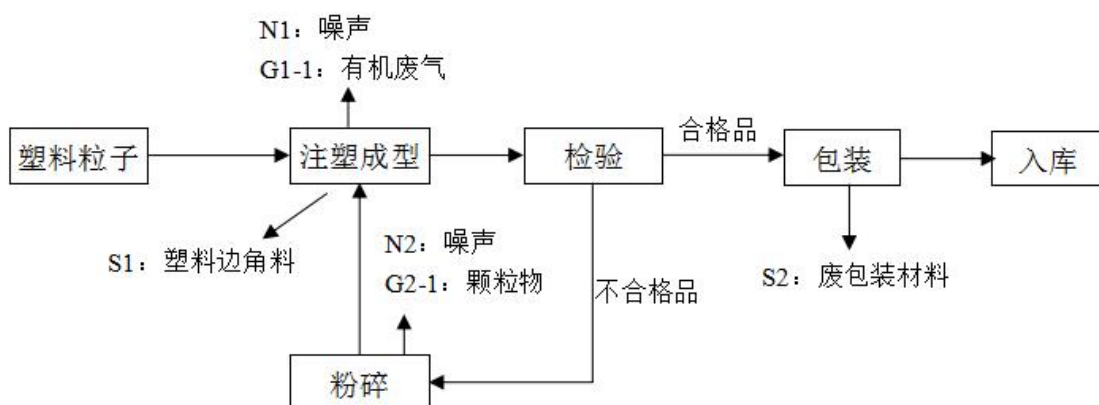 N1：噪声
G1-1：有机废气
塑料粒子
注塑成型
检验
合格品
包装
入库
S1：塑料边角料
N2：噪声
G2-1：颗粒物
不合格品
S2：废包装材料
粉碎